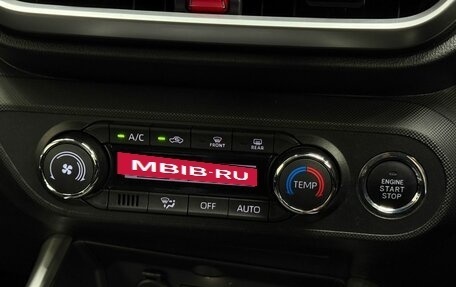 A/C
FRONT
REAR
MBIB-RU
TEMP
ENGINE
START
STOP
OFF
AUTO